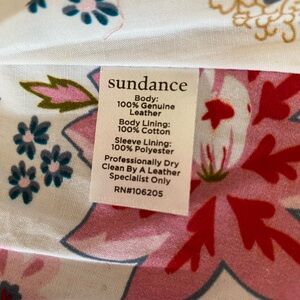 sundance
Body:
100% Genuine
Leather
Body Lining:
100% Cotton
Sleeve Lining:
100% Polyester
Professionally Dry
Clean By A Leather
Specialist Only
RN#106205